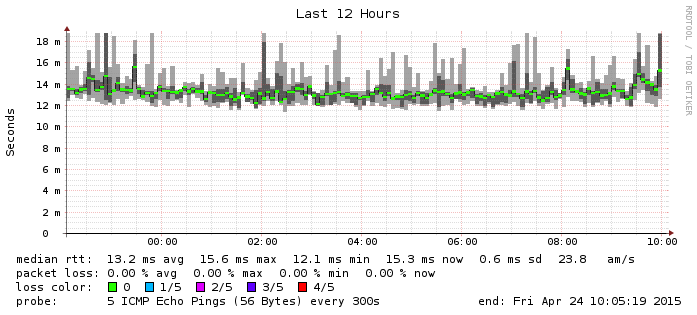 Last 12 Hours
RRDTOOL / TOBI OETIKER
Seconds
18 m
16 m
14 m
12 m
10 m
8 m
6 m
4 m
2 m
0
00:00 02:00 04:00 06:00 08:00 10:00
median rtt: 13.2 ms avg 15.6 ms max 12.1 ms min 15.3 ms now 0.6 ms sd 23.8 am/s
packet loss: 0.00 % avg 0.00 % max 0.00 % min 0.00 % now
loss color: 0 1/5 2/5 3/5 4/5
probe: 5 ICMP Echo Pings (56 Bytes) every 300s end: Fri Apr 24 10:05:19 2015